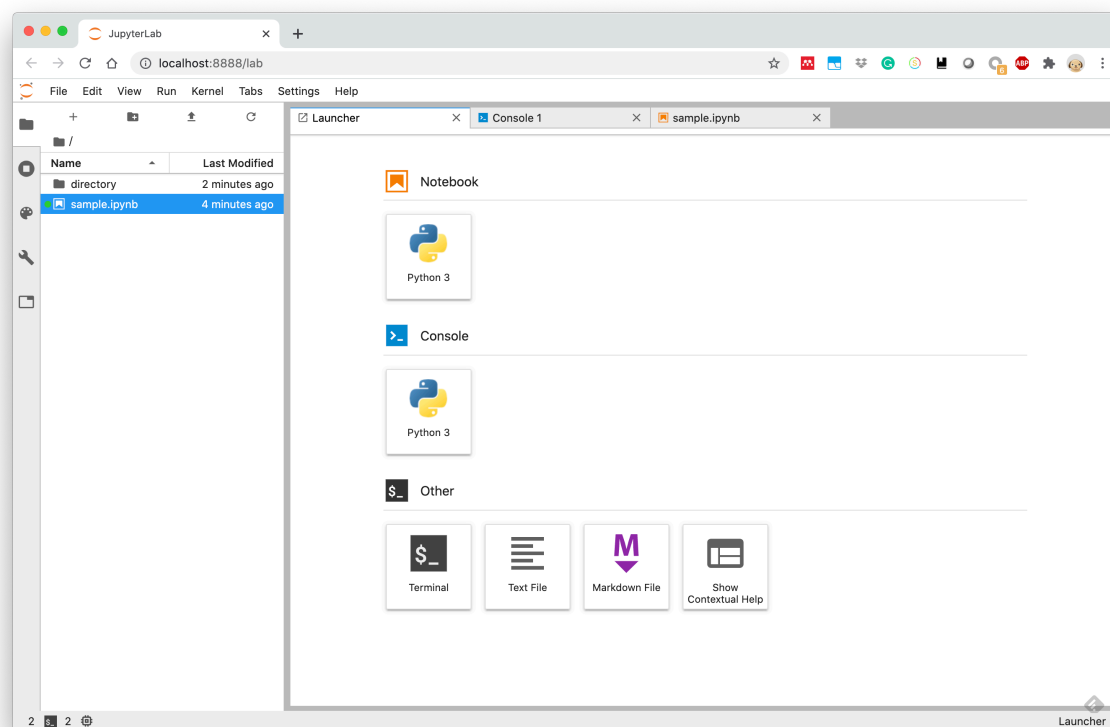 JupyterLab
localhost:8888/lab
6
ABP
File Edit View Run Kernel Tabs Settings Help
Launcher Console 1 sample.ipynb
/
Name Last Modified
directory 2 minutes ago
sample.ipynb 4 minutes ago
Notebook
Python 3
Console
Python 3
$_ Other
$_
M
Terminal Text File Markdown File Show Contextual Help
2 $_ 2 Launcher